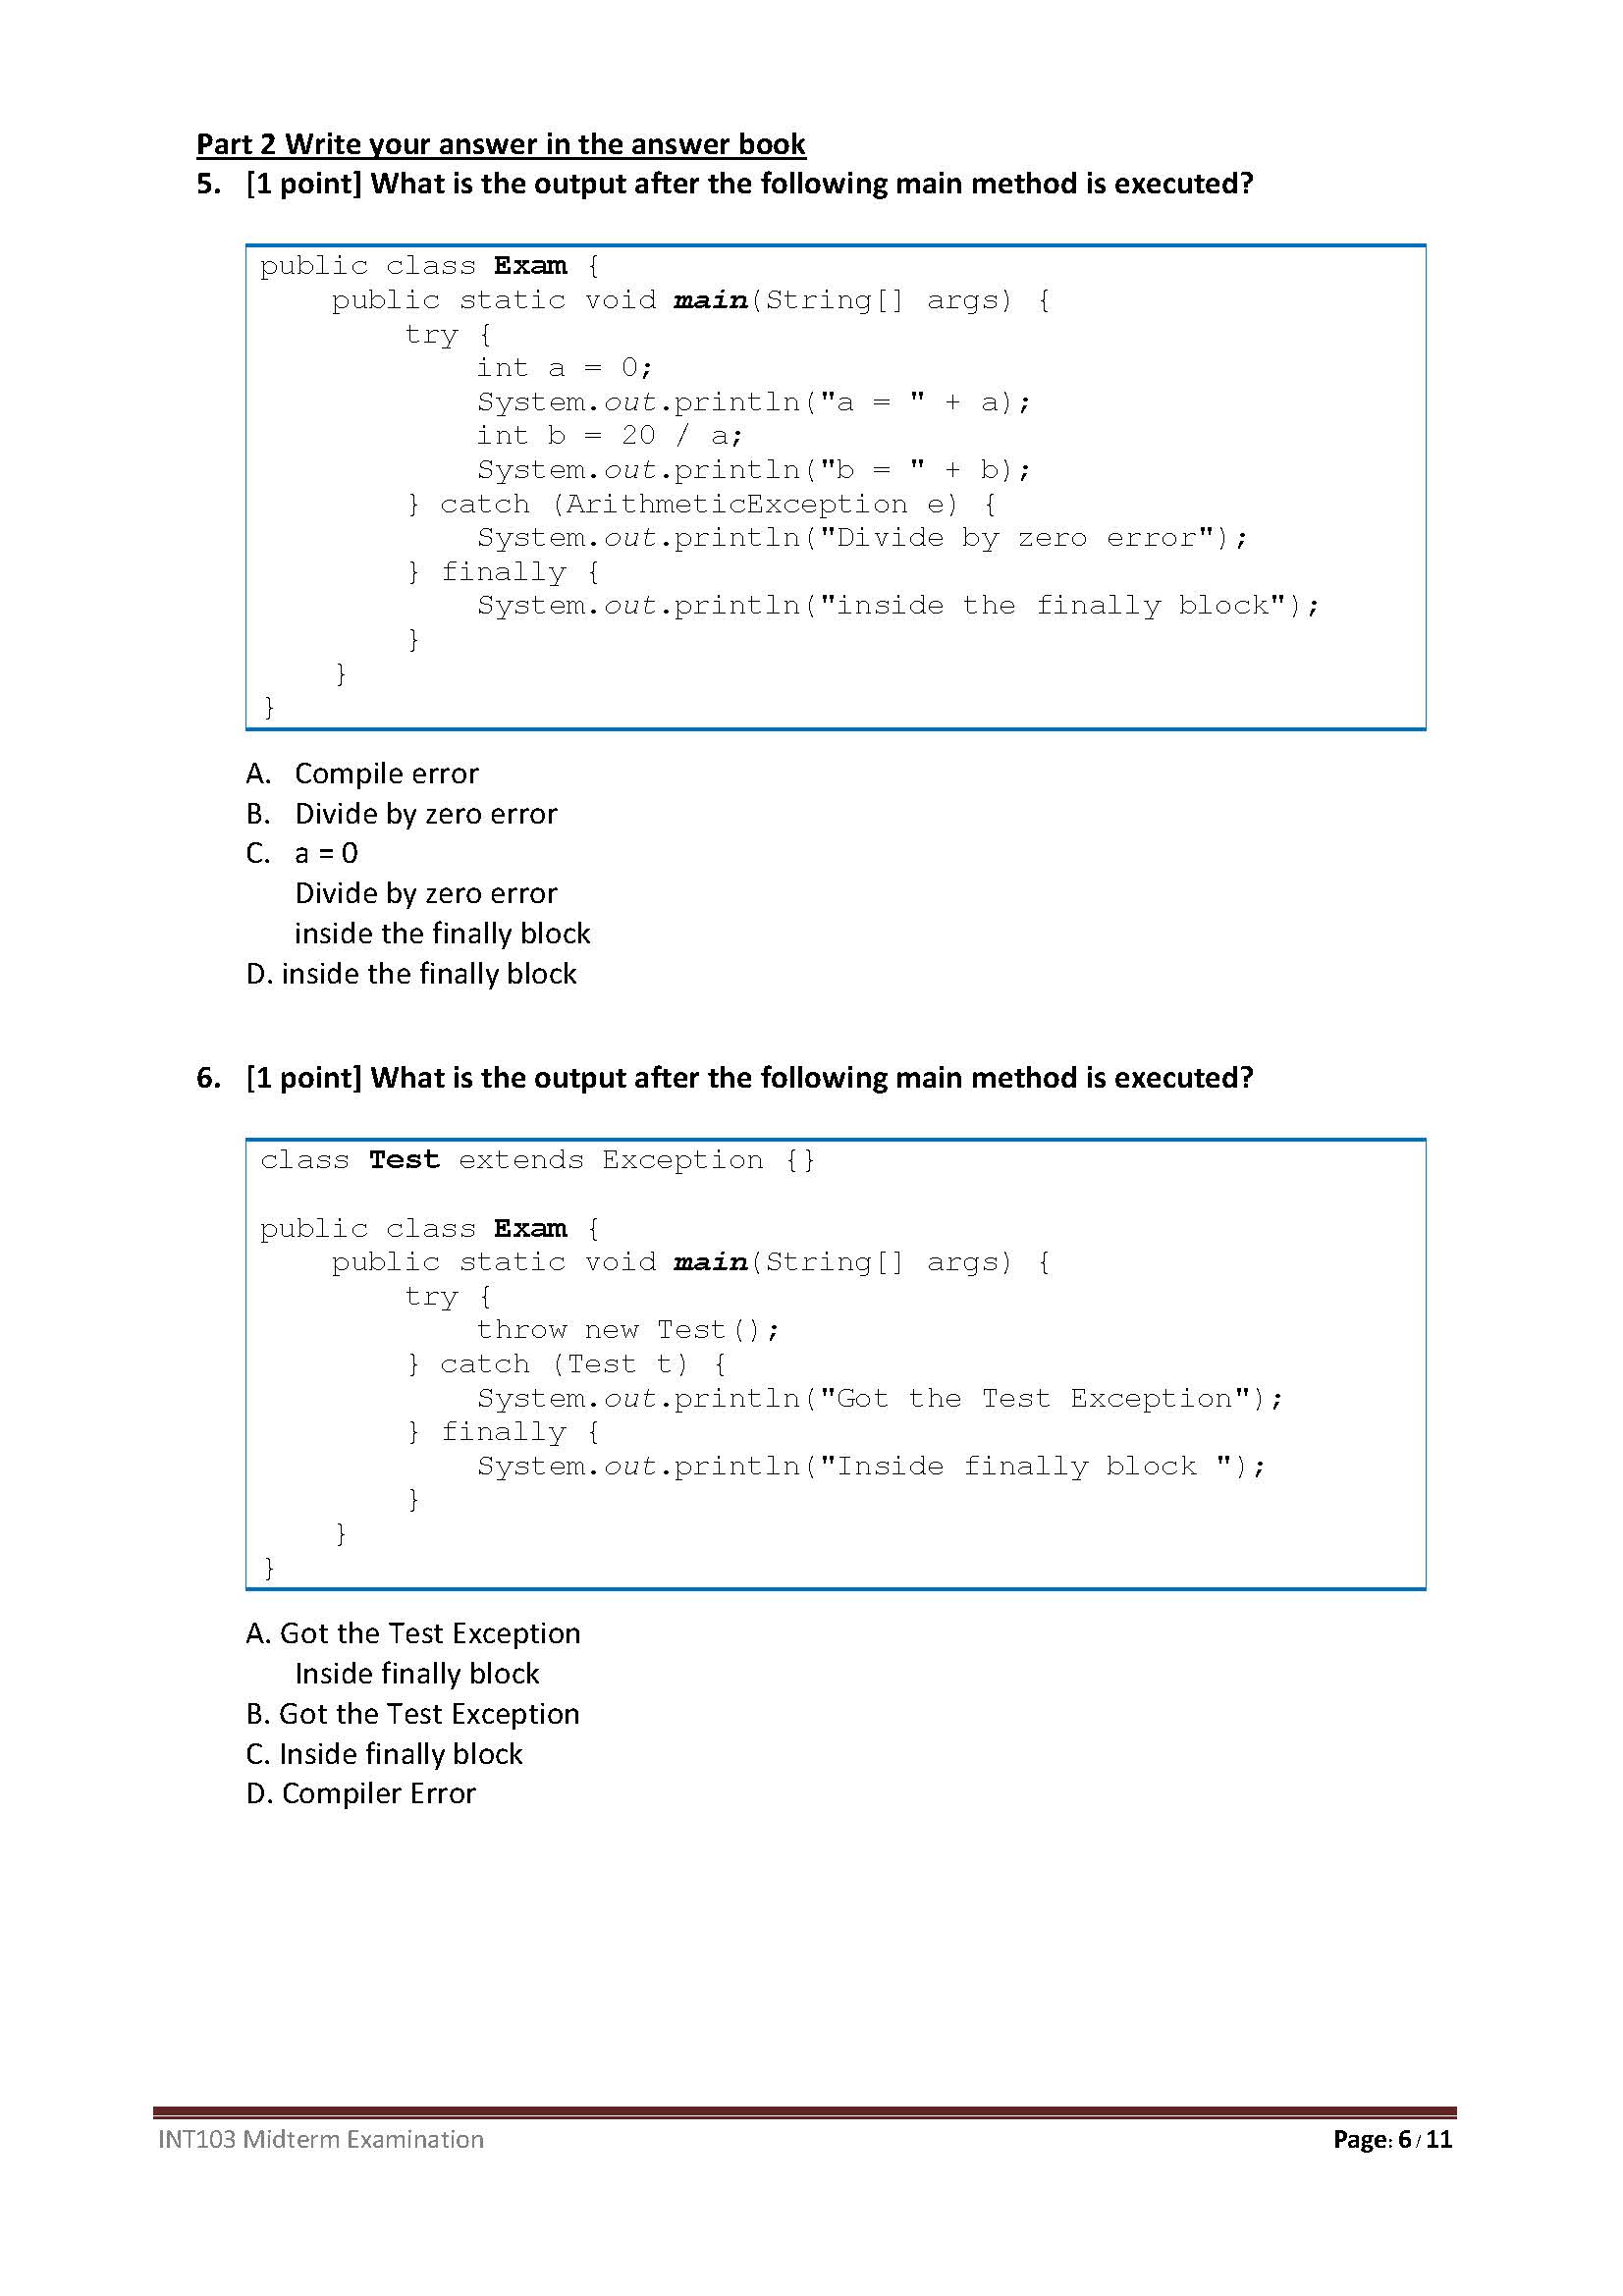 Part 2 Write your answer in the answer book
5. [1 point] What is the output after the following main method is executed?
public class Exam {
    public static void main(String[] args) {
        try {
            int a = 0;
            System.out.println("a = " + a);
            int b = 20 / a;
            System.out.println("b = " + b);
        } catch (ArithmeticException e) {
            System.out.println("Divide by zero error");
        } finally {
            System.out.println("inside the finally block");
        }
    }
}
A. Compile error
B. Divide by zero error
C. a = 0
Divide by zero error
inside the finally block
D. inside the finally block
6. [1 point] What is the output after the following main method is executed?
class Test extends Exception {}
public class Exam {
    public static void main(String[] args) {
        try {
            throw new Test();
        } catch (Test t) {
            System.out.println("Got the Test Exception");
        } finally {
            System.out.println("Inside finally block ");
        }
    }
}
A. Got the Test Exception
Inside finally block
B. Got the Test Exception
C. Inside finally block
D. Compiler Error
INT103 Midterm Examination Page: 6 / 11